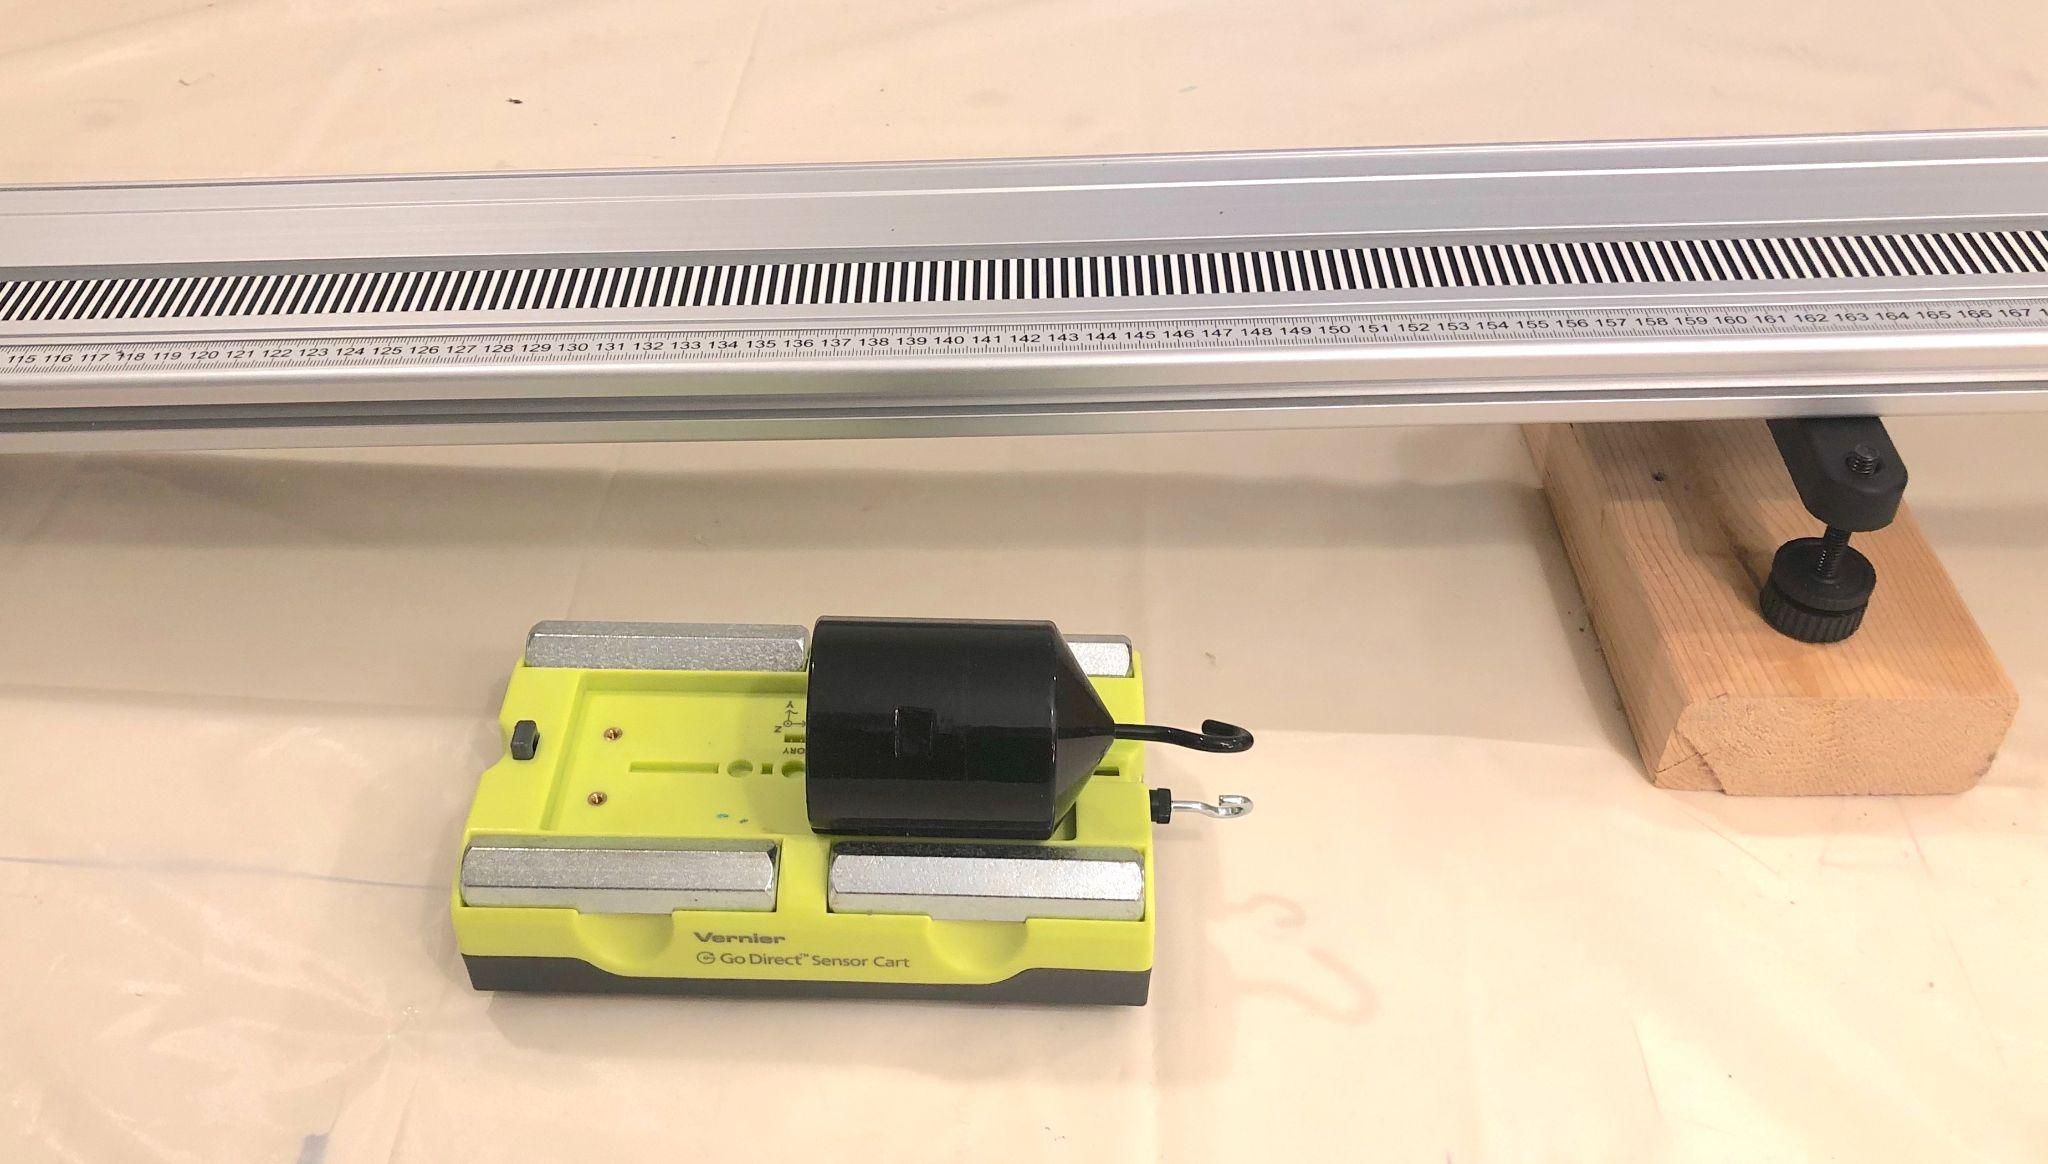 115 116 117 118 119 120 121 122 123 124 125 126 127 128 129 130 131 132 133 134 135 136 137 138 139 140 141 142 143 144 145 146 147 148 149 150 151 152 153 154 155 156 157 158 159 160 161 162 163 164 165 166 167
Y
Z
ORY
Vernier
Go Direct™ Sensor Cart